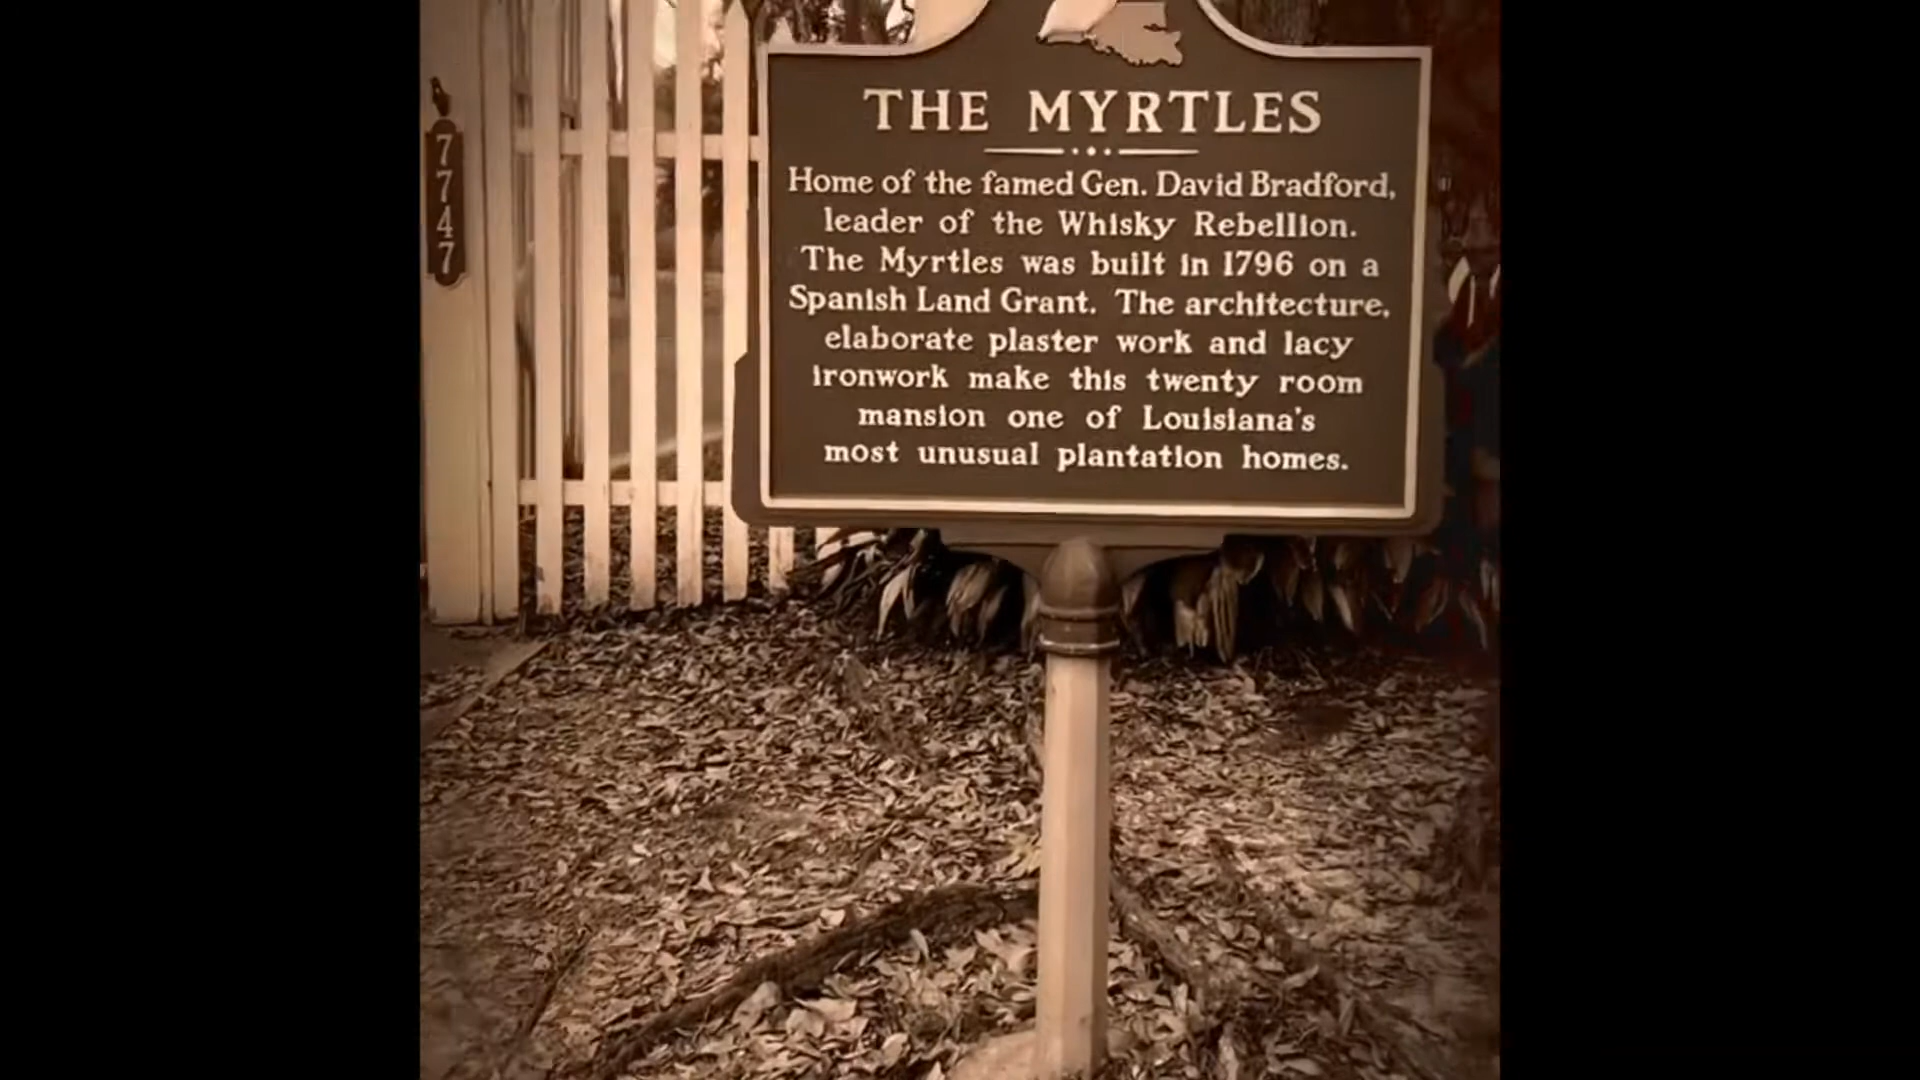 THE MYRTLES
Home of the famed Gen. David Bradford,
leader of the Whisky Rebellion.
The Myrtles was built in 1796 on a
Spanish Land Grant. The architecture,
elaborate plaster work and lacy
ironwork make this twenty room
mansion one of Louisiana's
most unusual plantation homes.
7747